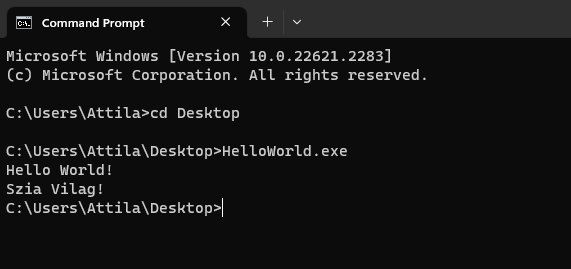 Command Prompt
Microsoft Windows [Version 10.0.22621.2283]
(c) Microsoft Corporation. All rights reserved.
C:\Users\Attila>cd Desktop
C:\Users\Attila\Desktop>HelloWorld.exe
Hello World!
Szia Vilag!
C:\Users\Attila\Desktop>